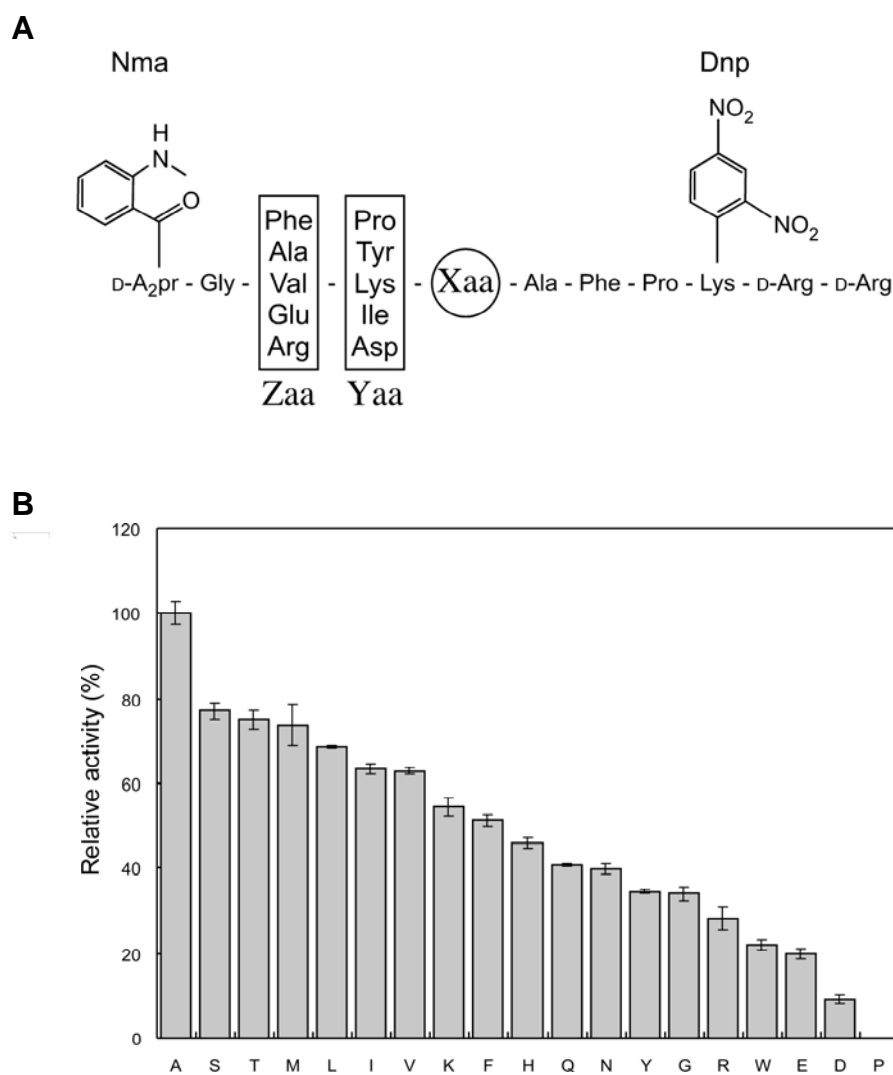 A
Nma
Dnp
H
N
O
NO2
NO2
Phe
Ala
Val
Glu
Arg
Pro
Tyr
Lys
Ile
Asp
D-A2pr - Gly - - - Xaa - Ala - Phe - Pro - Lys - D-Arg - D-Arg
Zaa Yaa
B
Relative activity (%)
120
100
80
60
40
20
0
A S T M L I V K F H Q N Y G R W E D P